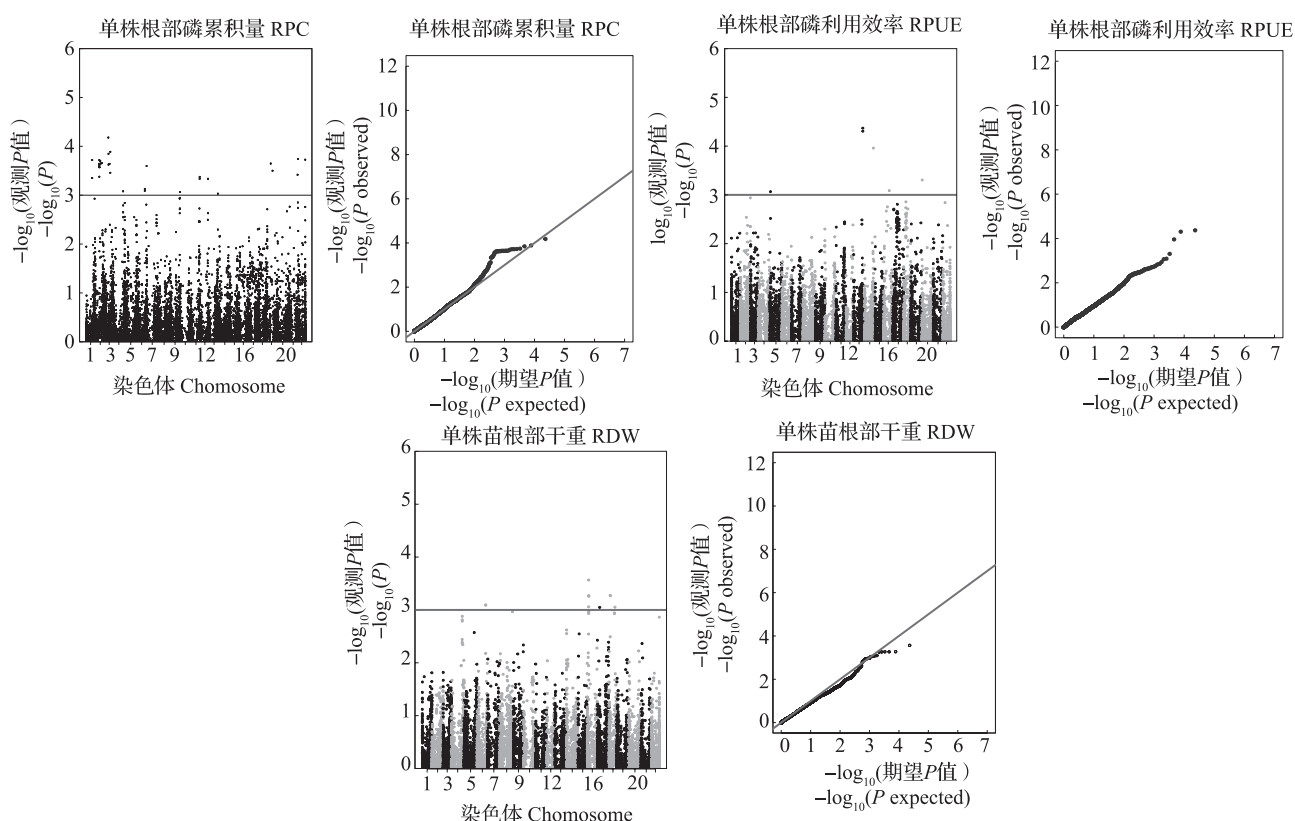 单株根部磷累积量 RPC
–log₁₀(观测P值)
–log₁₀(P)
6
5
4
3
2
1
0
1 3 5 7 9 12 16 20
染色体 Chomosome
单株根部磷累积量 RPC
–log₁₀(观测P值)
–log₁₀(P observed)
12
10
8
6
4
2
0
0 1 2 3 4 5 6 7
–log₁₀(期望P值)
–log₁₀(P expected)
单株根部磷利用效率 RPUE
log₁₀(观测P值)
–log₁₀(P)
6
5
4
3
2
1
0
1 3 5 7 9 12 16 20
染色体 Chomosome
单株根部磷利用效率 RPUE
–log₁₀(观测P值)
–log₁₀(P observed)
12
10
8
6
4
2
0
0 1 2 3 4 5 6 7
–log₁₀(期望P值)
–log₁₀(P expected)
单株苗根部干重 RDW
–log₁₀(观测P值)
–log₁₀(P)
6
5
4
3
2
1
0
1 3 5 7 9 12 16 20
染色体 Chomosome
单株苗根部干重 RDW
–log₁₀(观测P值)
–log₁₀(P observed)
12
10
8
6
4
2
0
0 1 2 3 4 5 6 7
–log₁₀(期望P值)
–log₁₀(P expected)